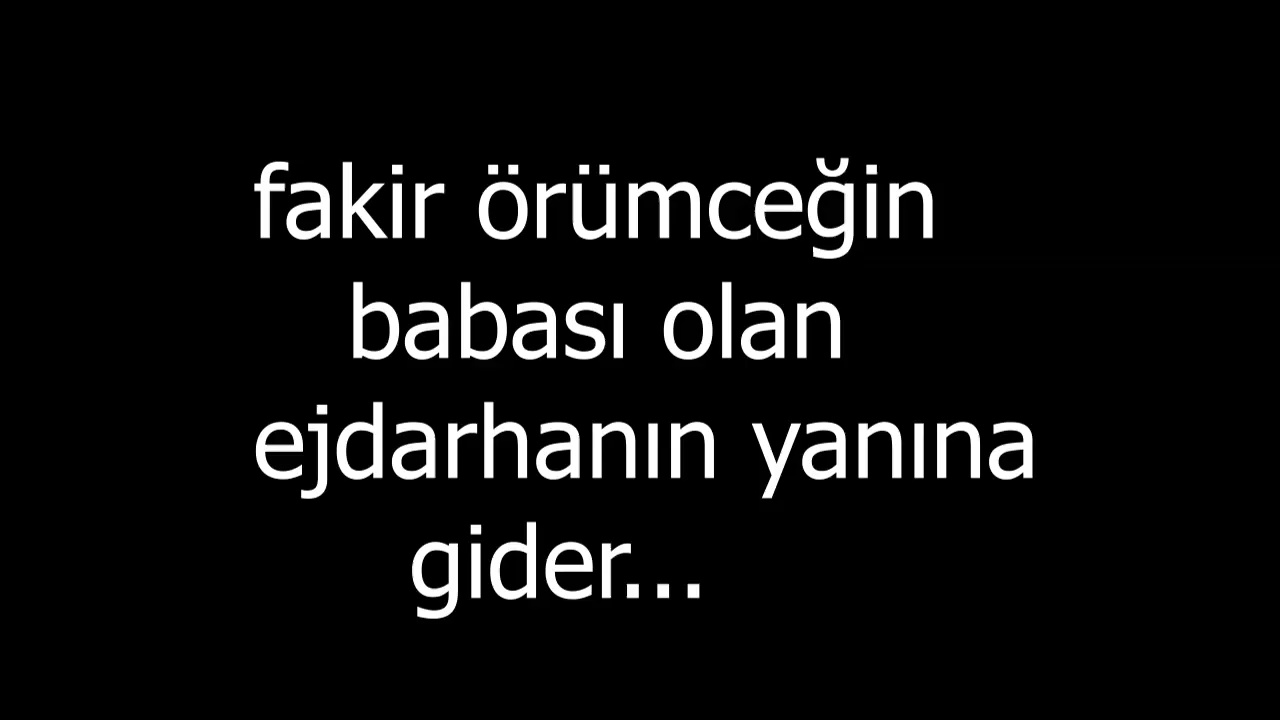 fakir örümceğin
babası olan
ejdarhanın yanına
gider...